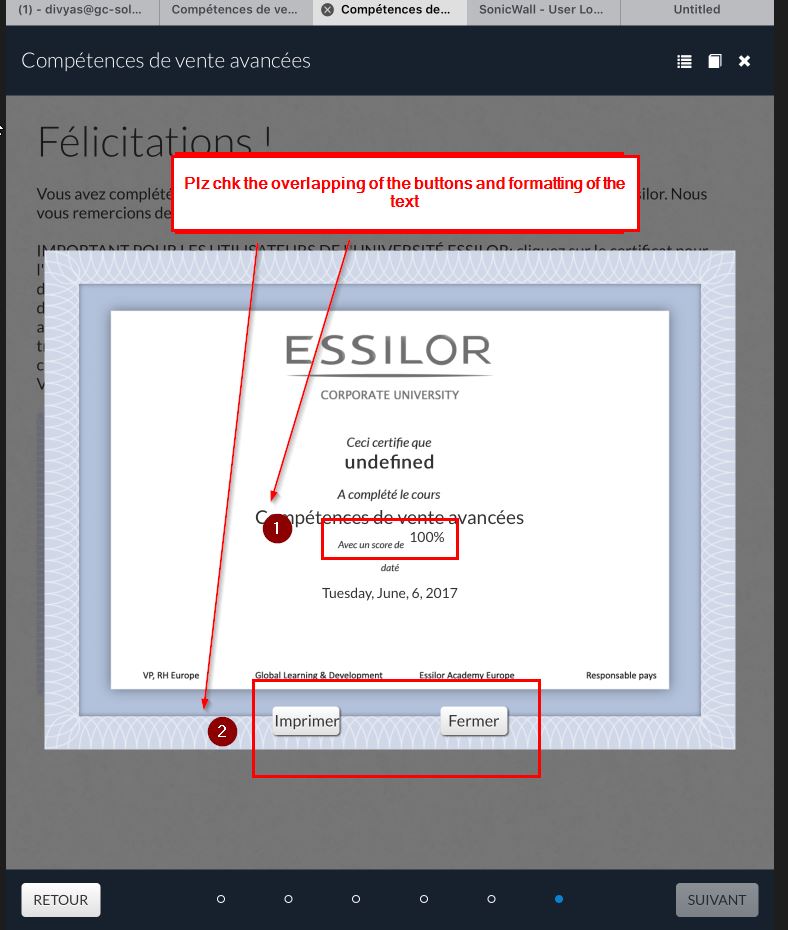 (1) - divyas@gc-sol...
Compétences de ve...
Compétences de...
SonicWall - User Lo...
Untitled
Compétences de vente avancées
Félicitations !
Plz chk the overlapping of the buttons and formatting of the
text
Vous avez complété
silor. Nous
vous remercions de
IMPORTANT POUR LES UTILISATEURS DE L'UNIVERSITÉ ESSILOR: cliquez sur le certificat pour
ESSILOR
CORPORATE UNIVERSITY
Ceci certifie que
undefined
A complété le cours
Compétences de vente avancées
1
Avec un score de 100%
daté
Tuesday, June, 6, 2017
VP, RH Europe
Global Learning & Development
Essilor Academy Europe
Responsable pays
2
Imprimer
Fermer
RETOUR
SUIVANT